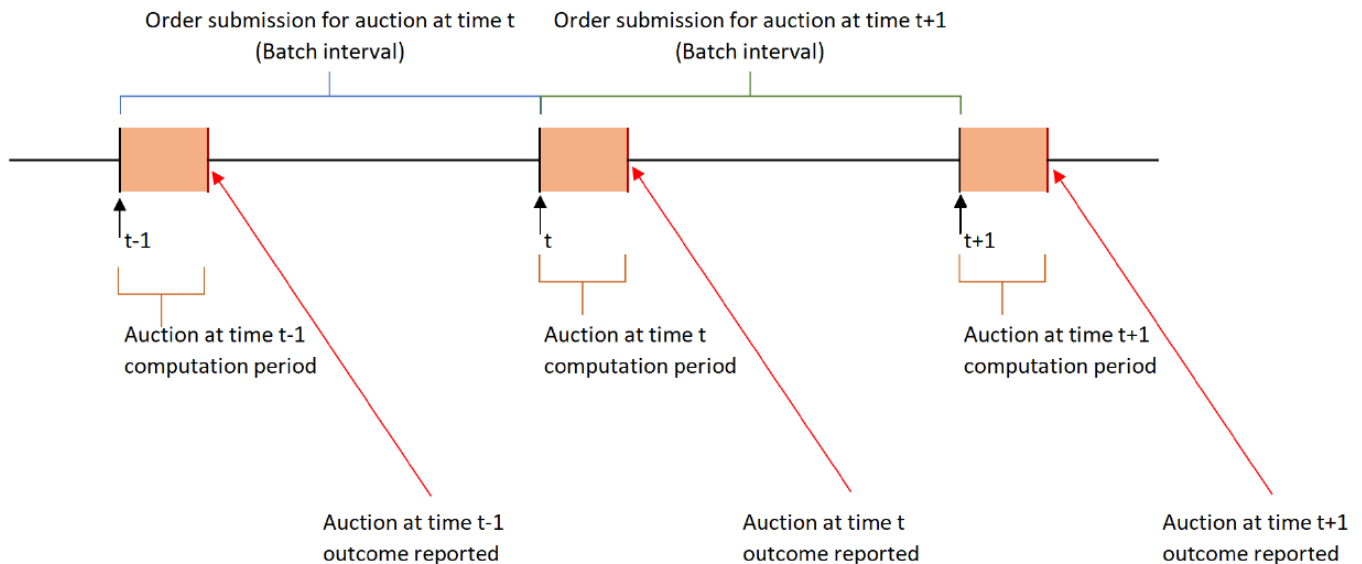 Order submission for auction at time t
(Batch interval)
Order submission for auction at time t+1
(Batch interval)
t-1
t
t+1
Auction at time t-1
computation period
Auction at time t
computation period
Auction at time t+1
computation period
Auction at time t-1
outcome reported
Auction at time t
outcome reported
Auction at time t+1
outcome reported